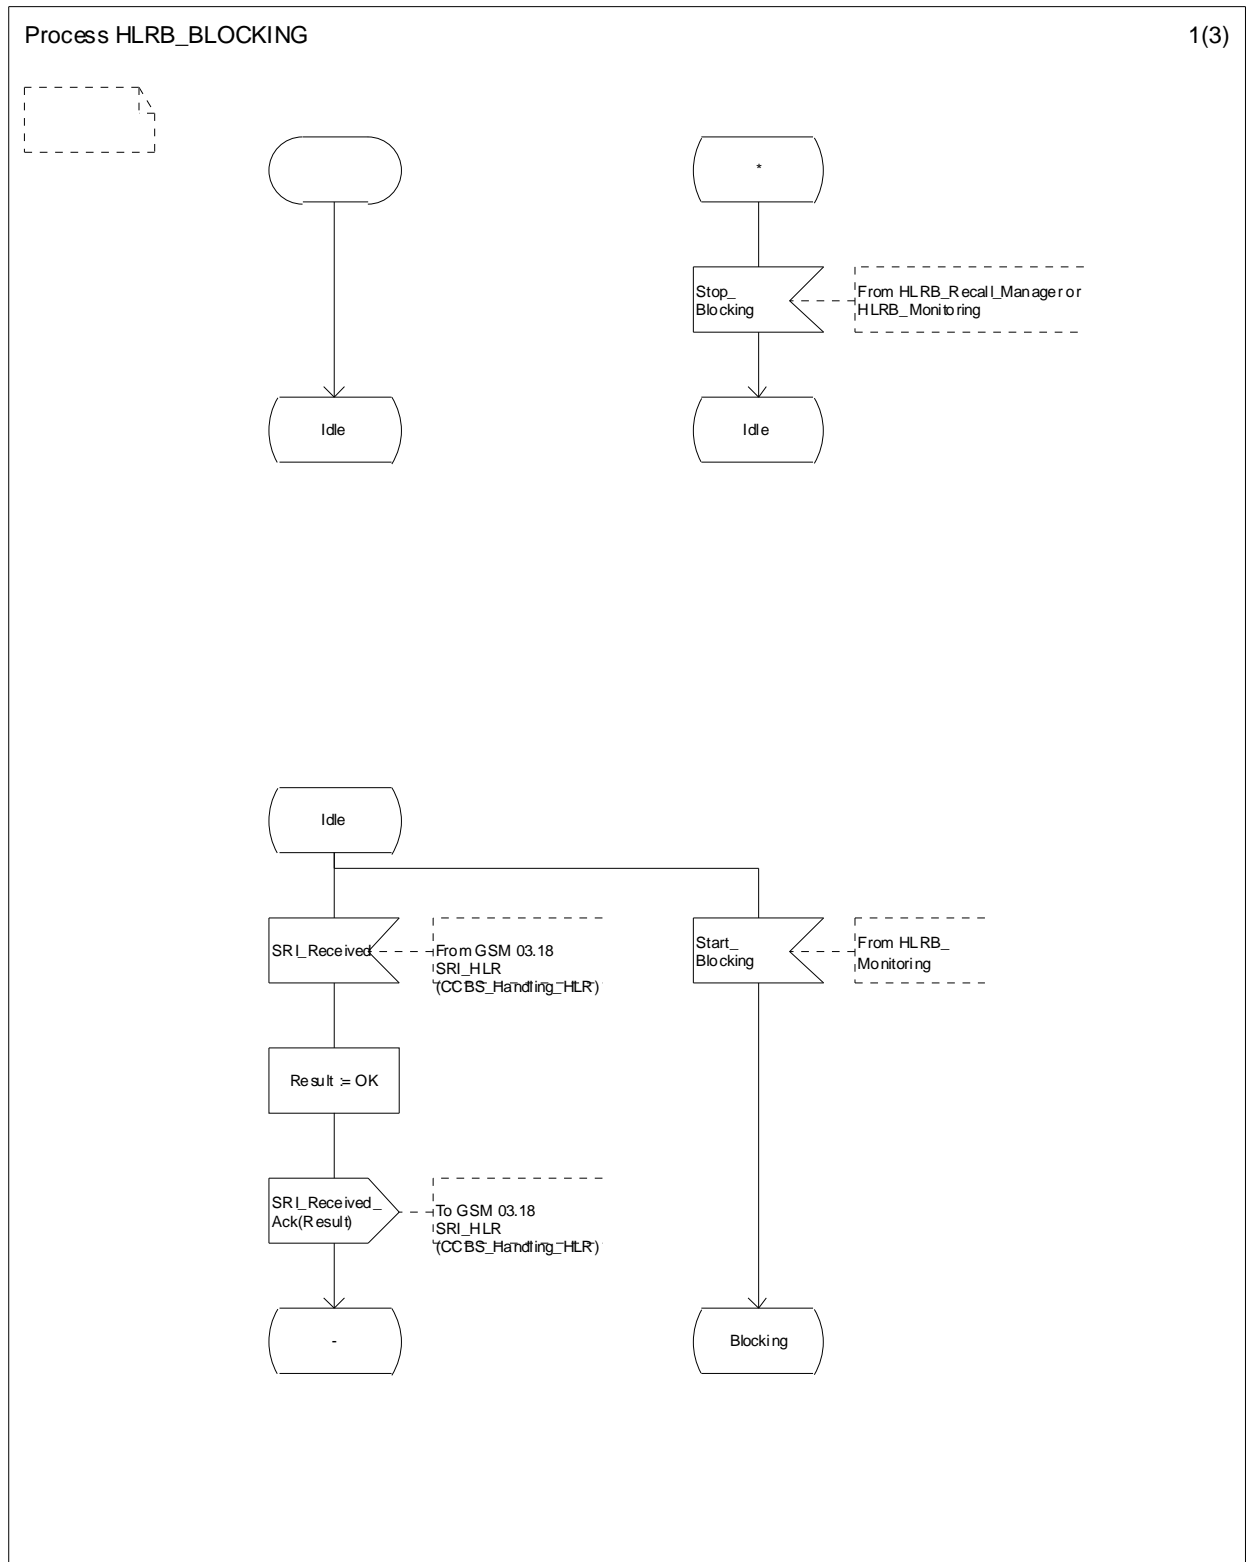 Process HLRB_BLOCKING
1(3)
*
Stop_
Blocking
From HLRB_Recall_Manager or
HLRB_Monitoring
Idle
Idle
Idle
SRI_Received
From GSM 03.18
SRI_HLR
(CCBS_Handling_HLR)
Start_
Blocking
From HLRB_
Monitoring
Result := OK
SRI_Received_
Ack(Result)
To GSM 03.18
SRI_HLR
(CCBS_Handling_HLR)
-
Blocking